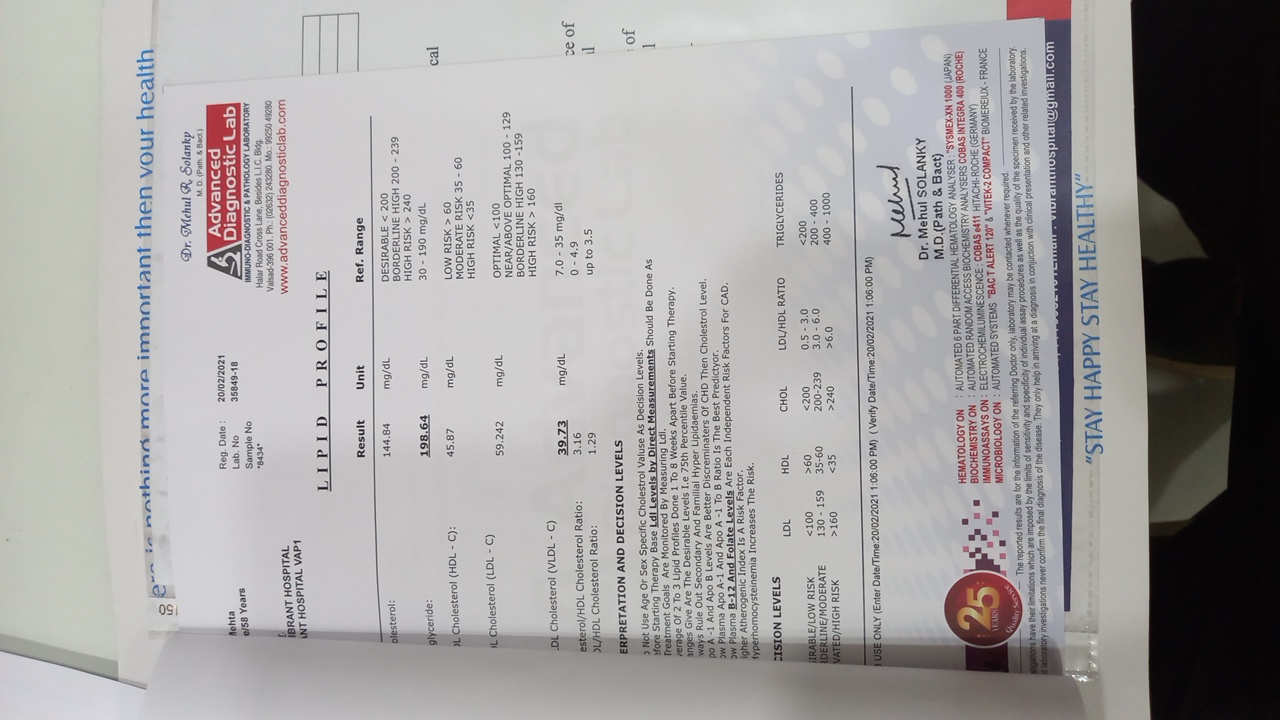 nothing more important then your health
150
Dr. Mehul R. Solanky
M. D. (Path. & Bact.)
Advanced
Diagnostic Lab
IMMUNO-DIAGNOSTIC & PATHOLOGY LABORATORY
Halar Road Cross Lane, Besides L.I.C. Bldg.
Valsad-396 001. Ph.: (02632) 243280. Mo.: 99250 49280
www.advanceddiagnosticlab.com
Mehta
e/58 Years
Reg. Date : 20/02/2021
Lab. No 35849-18
Sample No
*8434*
IBRANT HOSPITAL
ANT HOSPITAL VAP1
LIPID PROFILE
Result Unit Ref. Range
olesterol: 144.84 mg/dL DESIRABLE < 200
BORDERLINE HIGH 200 - 239
HIGH RISK > 240
glyceride: 198.64 mg/dL 30 - 190 mg/dL
DL Cholesterol (HDL - C): 45.87 mg/dL LOW RISK > 60
MODERATE RISK 35 - 60
HIGH RISK <35
DL Cholesterol (LDL - C) 59.242 mg/dL OPTIMAL <100
NEAR/ABOVE OPTIMAL 100 - 129
BORDERLINE HIGH 130 -159
HIGH RISK > 160
LDL Cholesterol (VLDL - C) 39.73 mg/dL 7.0 - 35 mg/dl
esterol/HDL Cholesterol Ratio: 3.16 0 - 4.9
DL/HDL Cholesterol Ratio: 1.29 up to 3.5
ERPRETATION AND DECISION LEVELS
o Not Use Age Or Sex Specific Cholestrol Valuse As Decision Levels.
efore Starting Therapy Base Ldl Levels by Direct Measurements Should Be Done As
Treatment Goals Are Monitored By Measuring Ldl.
verage Of 2 To 3 Lipid Profiles Done 1 To 8 Weeks Apart Before Starting Therapy.
anges Give Are The Desirable Levels I.e 75th Percentile Value.
ways Rule Out Secondary And Familial Hyper Lipidaemias.
po A -1 And Apo B Levels Are Better Discreminaters Of CHD Then Cholestrol Level.
ow Plasma Apo A-1 And Apo A -1 To B Ratio Is The Best Predictyor.
ow Plasma B-12 And Folate Levels Are Each Independent Risk Factors For CAD.
igher Atherogenic Index Is A Risk Factor.
Hyperhomocysteinemia Increases The Risk.
CISION LEVELS LDL HDL CHOL LDL/HDL RATIO TRIGLYCERIDES
IRABLE/LOW RISK <100 >60 <200 0.5 - 3.0 <200
DERLINE/MODERATE 130 - 159 35-60 200-239 3.0 - 6.0 200 - 400
VATED/HIGH RISK >160 <35 >240 >6.0 400 - 1000
USE ONLY (Enter Date/Time:20/02/2021 1:06:00 PM) ( Verify Date/Time:20/02/2021 1:06:00 PM)
Mehul
Dr. Mehul SOLANKY
M.D.(Path & Bact)
25
YEARS
Quality Service
HEMATOLOGY ON : AUTOMATED 6 PART DIFFERENTIAL HEMATOLOGY ANALYSER : "SYSMEX-XN 1000 (JAPAN)
BIOCHEMISTRY ON : AUTOMATED RANDOM ACCESS BIOCHEMISTRY ANALYSERS COBAS INTEGRA 400 (ROCHE)
IMMUNOASSAYS ON : ELECTROCHEMILUMINESCENCE : COBAS e411 HITACHI-ROCHE (GERMANY)
MICROBIOLOGY ON : AUTOMATED SYSTEMS "BAC T ALERT 120" & "VITEK-2 COMPACT" BIOMEREIUX - FRANCE
The reported results are for the information of the referring Doctor only, laboratory may be contacted whenever required.
stigations have their limitations which are imposed by the limits of sensitivity and specificity of individual assay procedures as well as the quality of the specimen received by the laboratory.
d laboratory investigations never confirm the final diagnosis of the disease. They only help in arriving at a diagnosis in conjuction with clinical presentation and other related investigations.
cal
ce of
al
of
l
Email : vibranthospital@gmail.com
"STAY HAPPY STAY HEALTHY"